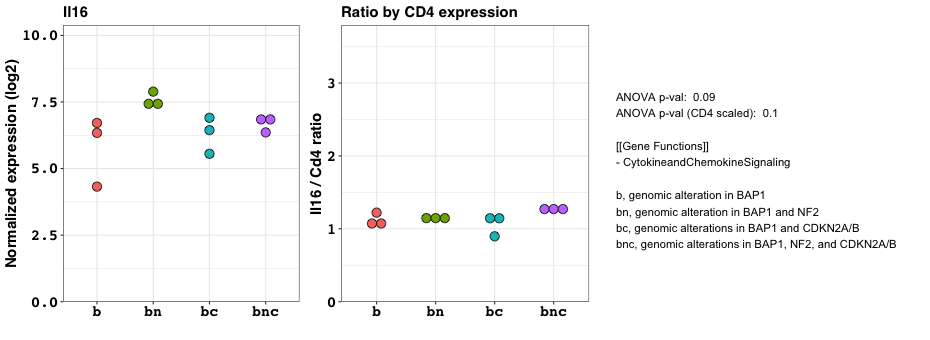 Il16
Normalized expression (log2)
10.0
7.5
5.0
2.5
0.0
b bn bc bnc
Ratio by CD4 expression
Il16 / Cd4 ratio
3
2
1
0
b bn bc bnc
ANOVA p-val: 0.09
ANOVA p-val (CD4 scaled): 0.1
[[Gene Functions]]
- CytokineandChemokineSignaling
b, genomic alteration in BAP1
bn, genomic alteration in BAP1 and NF2
bc, genomic alterations in BAP1 and CDKN2A/B
bnc, genomic alterations in BAP1, NF2, and CDKN2A/B